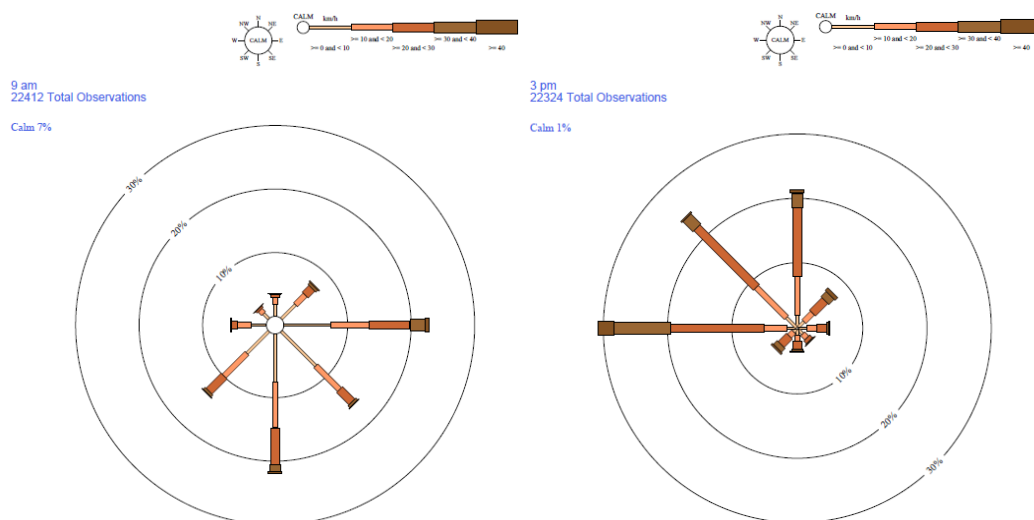 N
NW NE
W CALM E
SW SE
S
CALM km/h
>= 10 and < 20 >= 30 and < 40
>= 0 and < 10 >= 20 and < 30 >= 40
9 am
22412 Total Observations
Calm 7%
30%
20%
10%
N
NW NE
W CALM E
SW SE
S
CALM km/h
>= 10 and < 20 >= 30 and < 40
>= 0 and < 10 >= 20 and < 30 >= 40
3 pm
22324 Total Observations
Calm 1%
10%
20%
30%